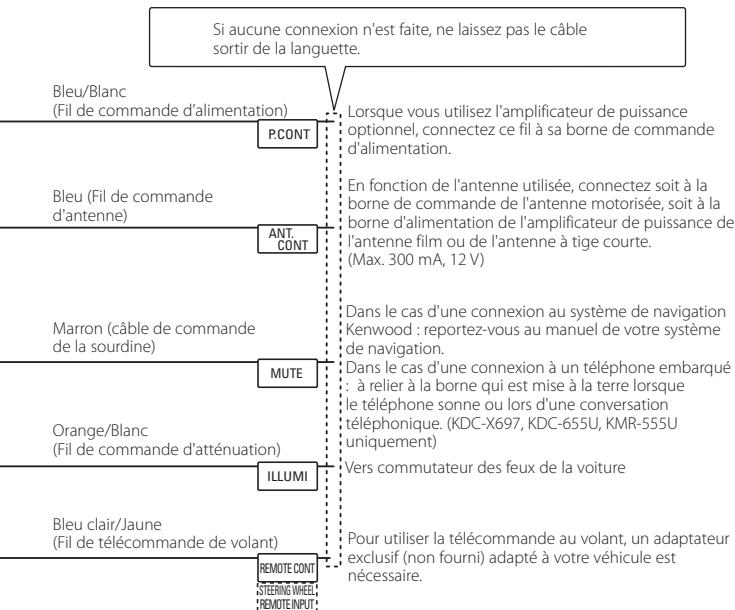 Si aucune connexion n'est faite, ne laissez pas le câble
sortir de la languette.
Bleu/Blanc
(Fil de commande d'alimentation)
P.CONT
Lorsque vous utilisez l'amplificateur de puissance
optionnel, connectez ce fil à sa borne de commande
d'alimentation.
Bleu (Fil de commande
d'antenne)
ANT.
CONT
En fonction de l'antenne utilisée, connectez soit à la
borne de commande de l'antenne motorisée, soit à la
borne d'alimentation de l'amplificateur de puissance de
l'antenne film ou de l'antenne à tige courte.
(Max. 300 mA, 12 V)
Marron (câble de commande
de la sourdine)
MUTE
Dans le cas d'une connexion au système de navigation
Kenwood : reportez-vous au manuel de votre système
de navigation.
Dans le cas d'une connexion à un téléphone embarqué
: à relier à la borne qui est mise à la terre lorsque
le téléphone sonne ou lors d'une conversation
téléphonique. (KDC-X697, KDC-655U, KMR-555U
uniquement)
Orange/Blanc
(Fil de commande d'atténuation)
ILLUMI
Vers commutateur des feux de la voiture
Bleu clair/Jaune
(Fil de télécommande de volant)
REMOTE CONT
STEERING WHEEL
REMOTE INPUT
Pour utiliser la télécommande au volant, un adaptateur
exclusif (non fourni) adapté à votre véhicule est
nécessaire.